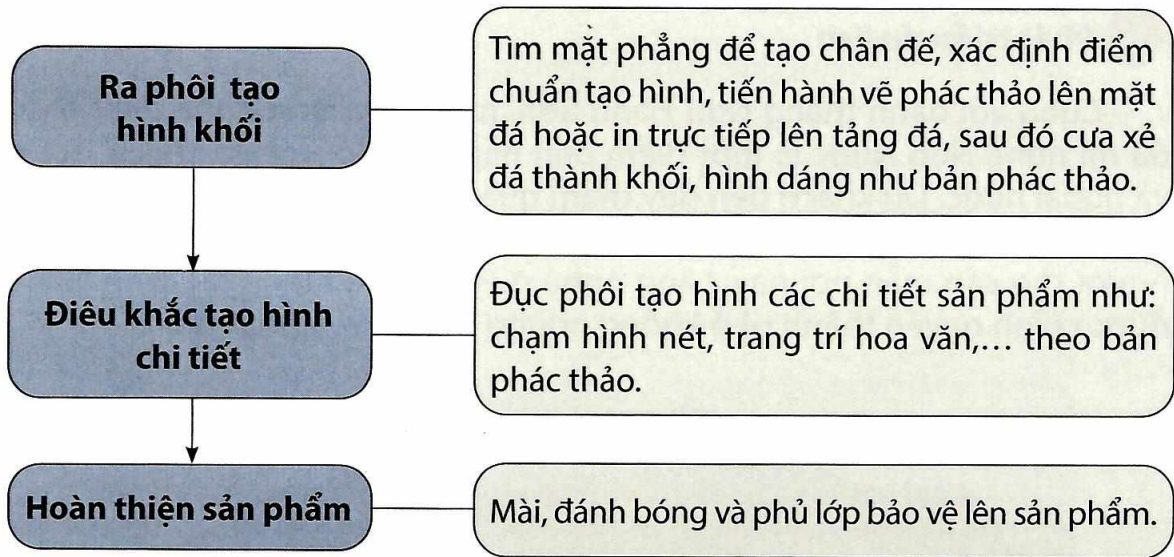 Ra phôi tạo
hình khối
Tìm mặt phẳng để tạo chân đế, xác định điểm
chuẩn tạo hình, tiến hành vẽ phác thảo lên mặt
đá hoặc in trực tiếp lên tảng đá, sau đó cưa xẻ
đá thành khối, hình dáng như bản phác thảo.
Điêu khắc tạo hình
chi tiết
Đục phôi tạo hình các chi tiết sản phẩm như:
chạm hình nét, trang trí hoa văn,... theo bản
phác thảo.
Hoàn thiện sản phẩm
Mài, đánh bóng và phủ lớp bảo vệ lên sản phẩm.